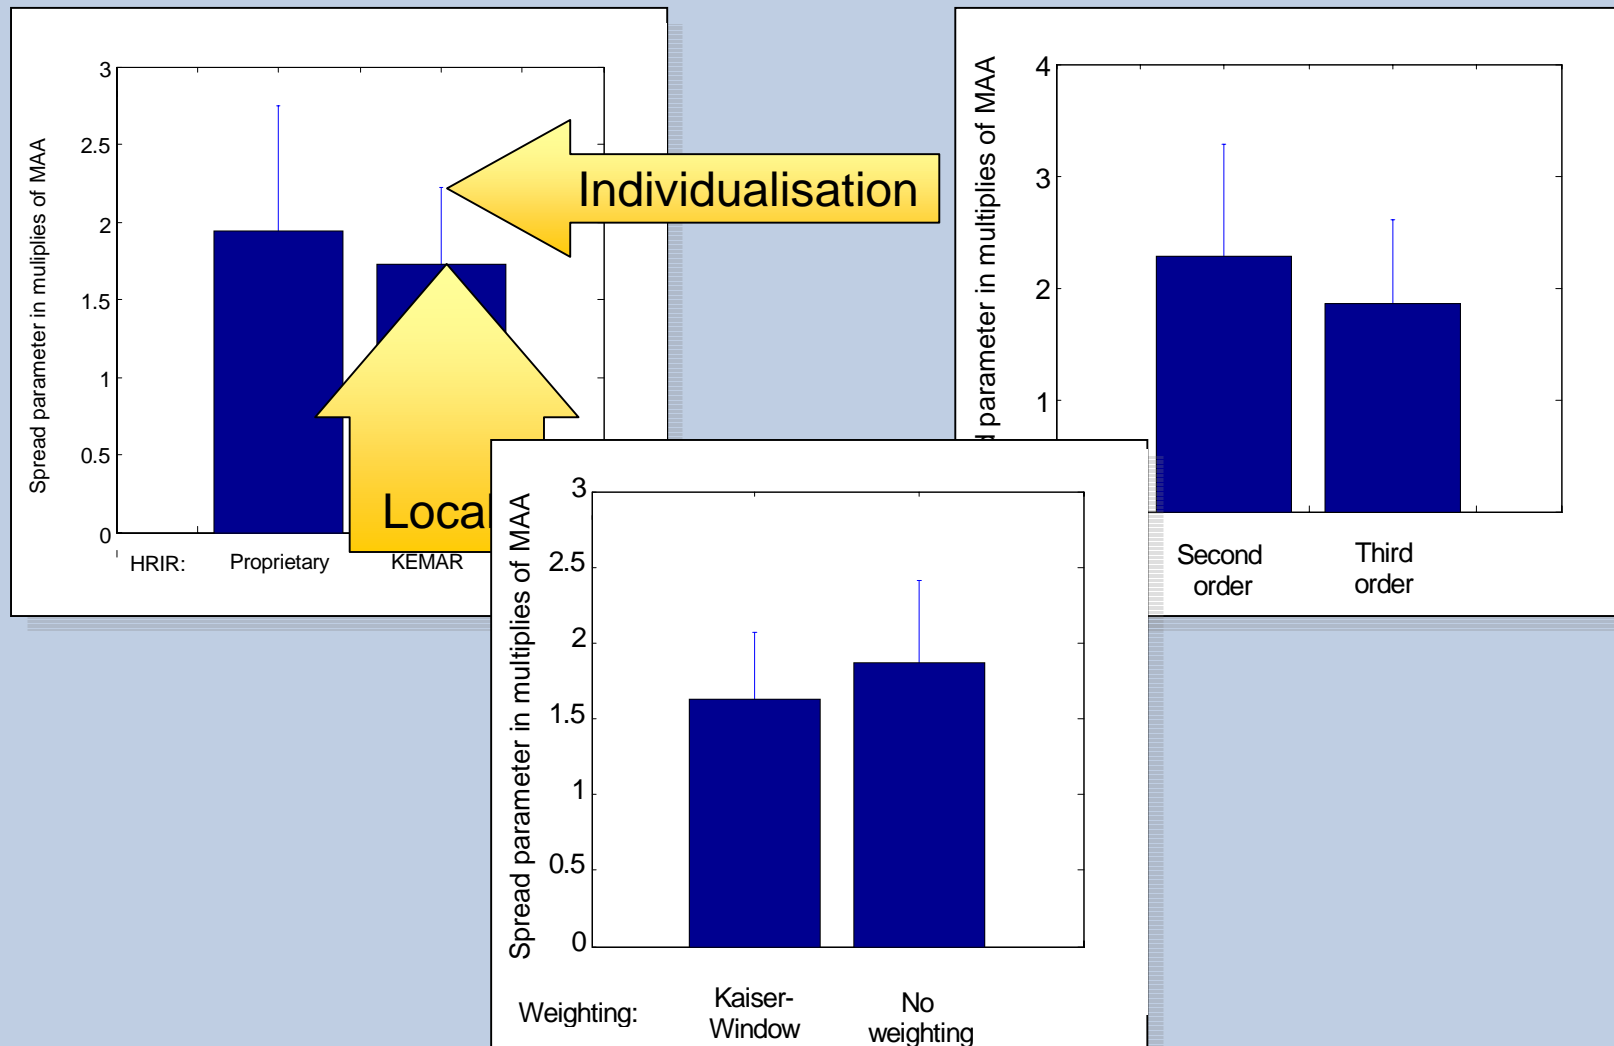 Spread parameter in muliplies of MAA
3
2.5
2
1.5
1
0.5
0
HRIR: Proprietary KEMAR
Individualisation
Local
parameter in multiplies of MAA
4
3
2
1
Second order
Third order
Spread parameter in multiplies of MAA
3
2.5
2
1.5
1
0.5
0
Weighting:
Kaiser-
Window
No
weighting